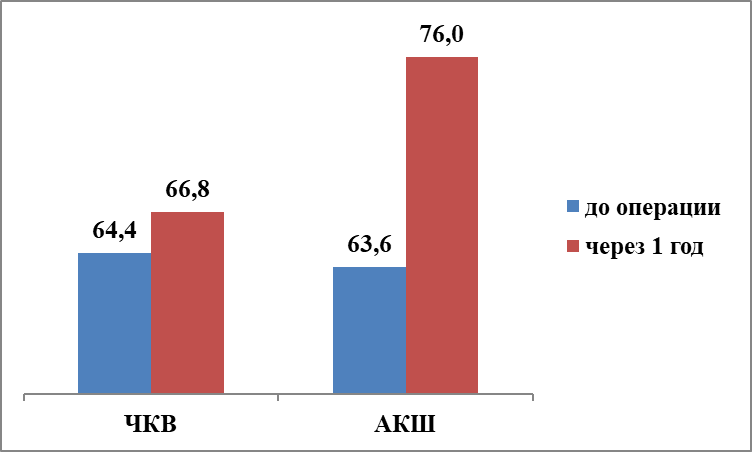 76,0
66,8
64,4
63,6
до операции
через 1 год
ЧКВ
АКШ